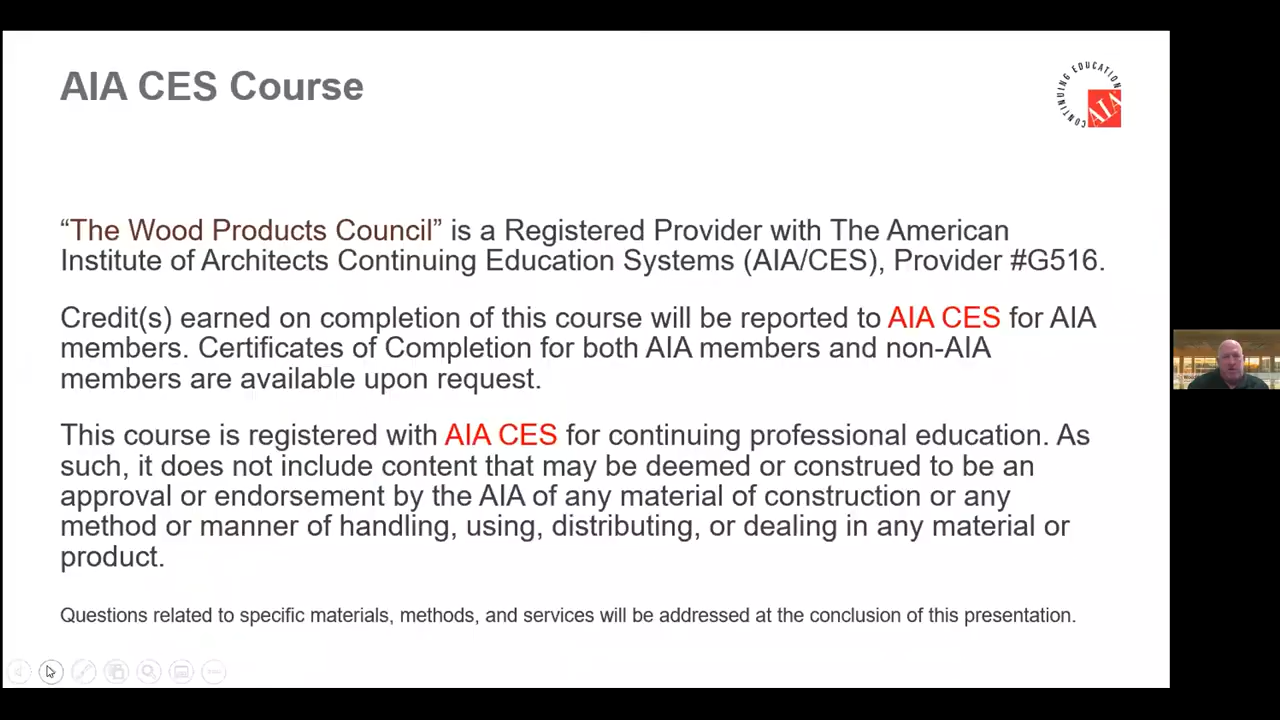 AIA CES Course
CONTINUING EDUCATION
AIA
“The Wood Products Council” is a Registered Provider with The American
Institute of Architects Continuing Education Systems (AIA/CES), Provider #G516.
Credit(s) earned on completion of this course will be reported to AIA CES for AIA
members. Certificates of Completion for both AIA members and non-AIA
members are available upon request.
This course is registered with AIA CES for continuing professional education. As
such, it does not include content that may be deemed or construed to be an
approval or endorsement by the AIA of any material of construction or any
method or manner of handling, using, distributing, or dealing in any material or
product.
Questions related to specific materials, methods, and services will be addressed at the conclusion of this presentation.